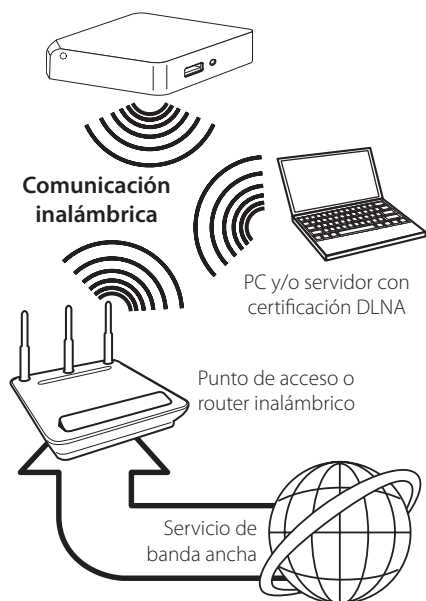 Comunicación
inalámbrica
PC y/o servidor con
certificación DLNA
Punto de acceso o
router inalámbrico
Servicio de
banda ancha